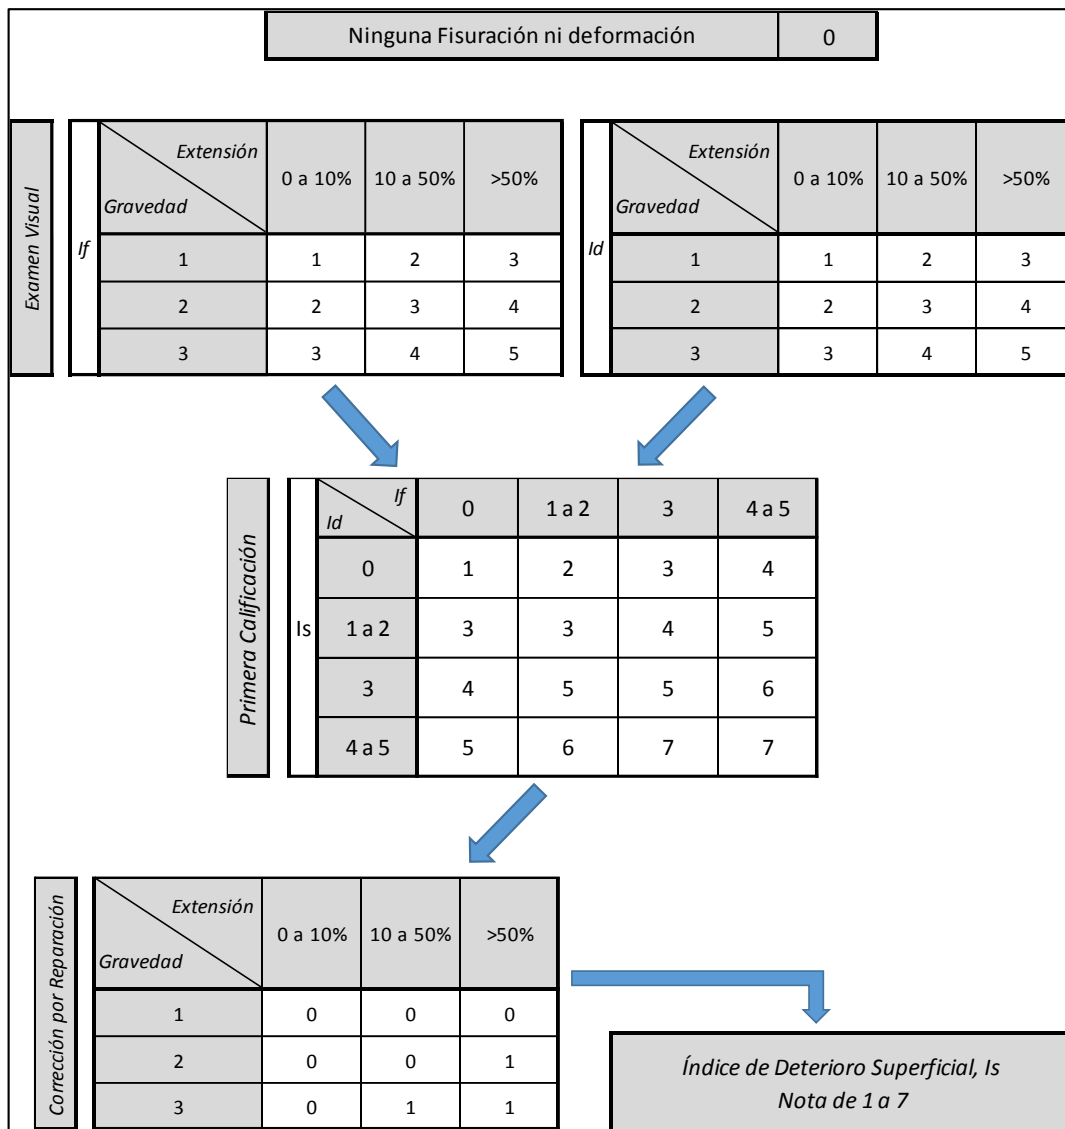 Ninguna Fisuración ni deformación 0
Examen Visual
If
Extensión
Gravedad
0 a 10% 10 a 50% >50%
1 1 2 3
2 2 3 4
3 3 4 5
Id
Extensión
Gravedad
0 a 10% 10 a 50% >50%
1 1 2 3
2 2 3 4
3 3 4 5
Primera Calificación
Is
If
Id
0 1 a 2 3 4 a 5
0 1 2 3 4
1 a 2 3 3 4 5
3 4 5 5 6
4 a 5 5 6 7 7
Corrección por Reparación
Extensión
Gravedad
0 a 10% 10 a 50% >50%
1 0 0 0
2 0 0 1
3 0 1 1
Índice de Deterioro Superficial, Is
Nota de 1 a 7